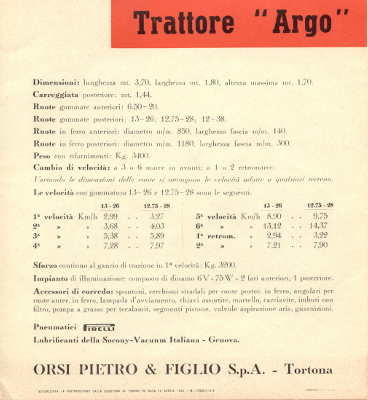 Trattore "Argo"
Dimensioni: lunghezza mt. 3,70, larghezza mt. 1,80, altezza massima mt. 1,70.
Carreggiata posteriore: mt. 1,44.
Ruote gommate anteriori: 6.50-20.
Ruote gommate posteriori: 13-26; 12.75-28; 12-38.
Ruote in ferro anteriori: diametro m/m. 850, larghezza fascia m/m. 140.
Ruote in ferro posteriori: diametro m/m. 1180, larghezza fascia m/m. 300.
Peso con rifornimenti: Kg. 3400.
Cambio di velocità: a 3 o 6 marce in avanti; a 1 o 2 retromarce.
Variando le dimensioni delle ruote si ottengono le velocità adatte a qualsiasi terreno.
Le velocità con gommatura 13-26 e 12.75-28 sono le seguenti:
13 - 26 12.75 - 28 13 - 26 12.75 - 28
1ª velocità Km/h 2,99 . . 3,27 5ª velocità Km/h 8,90 . . 9,75
2ª » » 3,68 . . 4,03 6ª » » 13,12 . . 14,37
3ª » » 5,38 . . 5,89 1ª retrom. » 2,94 . . 3,22
4ª » » 7,28 . . 7,97 2ª » » 7,21 . . 7,90
Sforzo continuo al gancio di trazione in 1ª velocità: Kg. 3200.
Impianto di illuminazione: composto di dinamo 6 V - 75 W - 2 fari anteriori, 1 posteriore.
Accessori di corredo: spuntoni, cerchioni stradali per ruote poster. in ferro, angolari per
ruote anter. in ferro, lampada d'avviamento, chiavi assortite, martello, cacciavite, imbuti con
filtro, pompa a grasso per tecalamit, segmenti pistone, valvole aspirazione aria, guarnizioni.
Pneumatici PIRELLI
Lubrificanti della Socony-Vacuum Italiana - Genova.
ORSI PIETRO & FIGLIO S.p.A. - Tortona